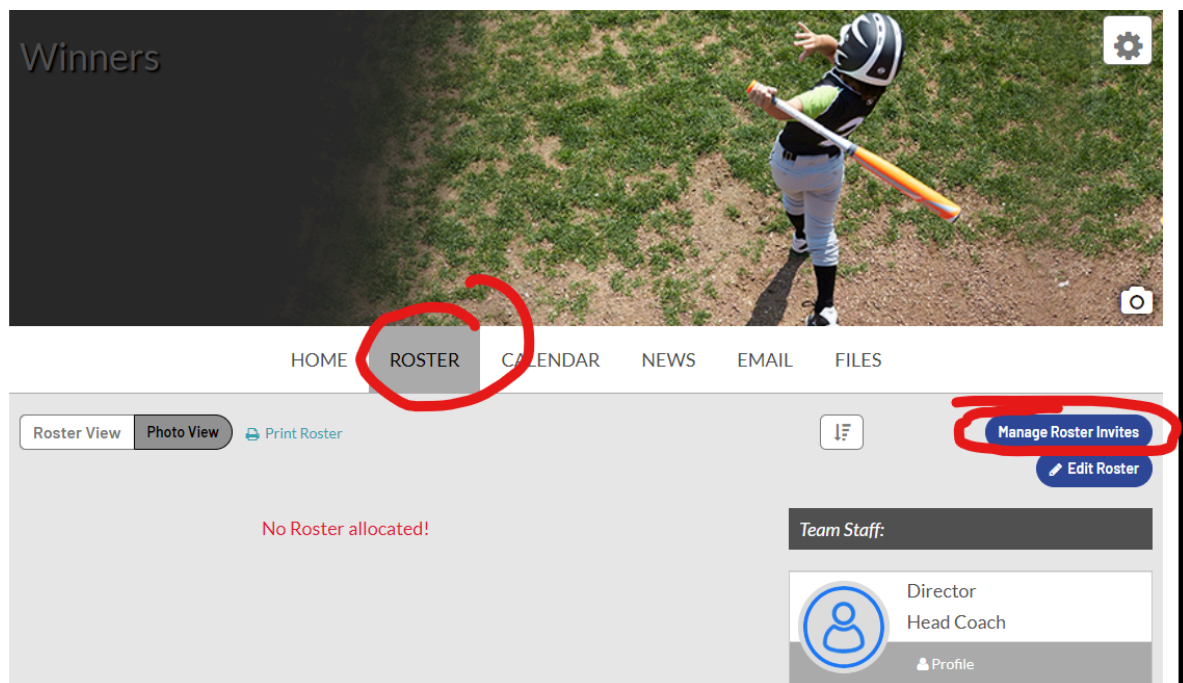 Winners
HOME ROSTER CALENDAR NEWS EMAIL FILES
Roster View Photo View Print Roster Manage Roster Invites
Edit Roster
No Roster allocated!
Team Staff:
Director
Head Coach
Profile